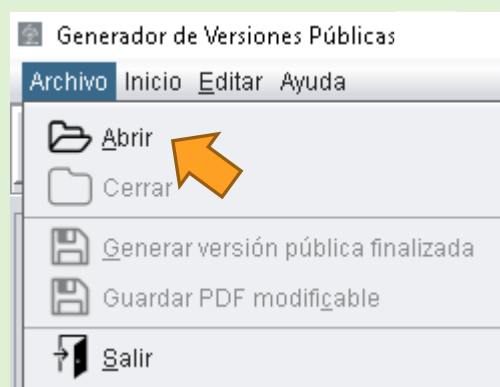 Generador de Versiones Públicas
Archivo Inicio Editar Ayuda
Abrir
Cerrar
Generar versión pública finalizada
Guardar PDF modificable
Salir